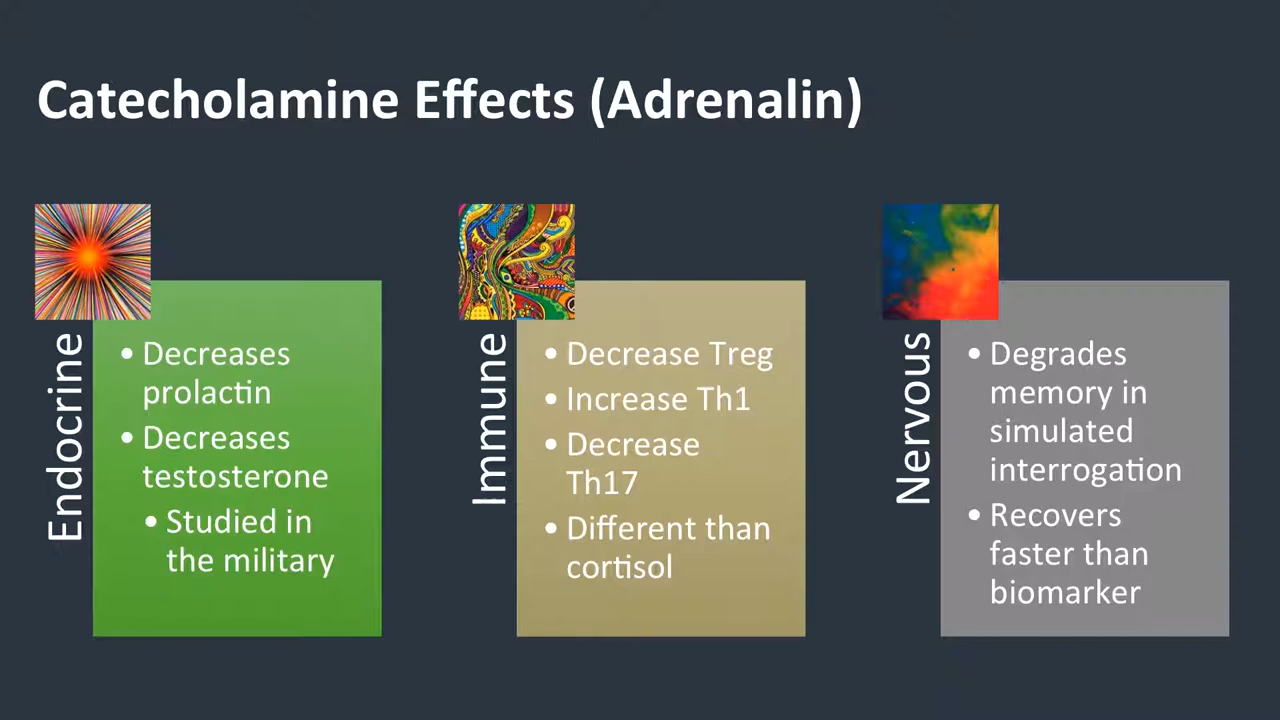 Catecholamine Effects (Adrenalin)
Endocrine
• Decreases
prolactin
• Decreases
testosterone
• Studied in
the military
Immune
• Decrease Treg
• Increase Th1
• Decrease
Th17
• Different than
cortisol
Nervous
• Degrades
memory in
simulated
interrogation
• Recovers
faster than
biomarker